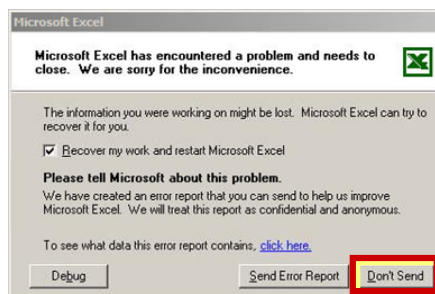 Microsoft Excel
Microsoft Excel has encountered a problem and needs to
close.  We are sorry for the inconvenience.
The information you were working on might be lost.  Microsoft Excel can try to
recover it for you.
Recover my work and restart Microsoft Excel
Please tell Microsoft about this problem.
We have created an error report that you can send to help us improve
Microsoft Excel.  We will treat this report as confidential and anonymous.
To see what data this error report contains, click here.
Debug
Send Error Report
Don't Send